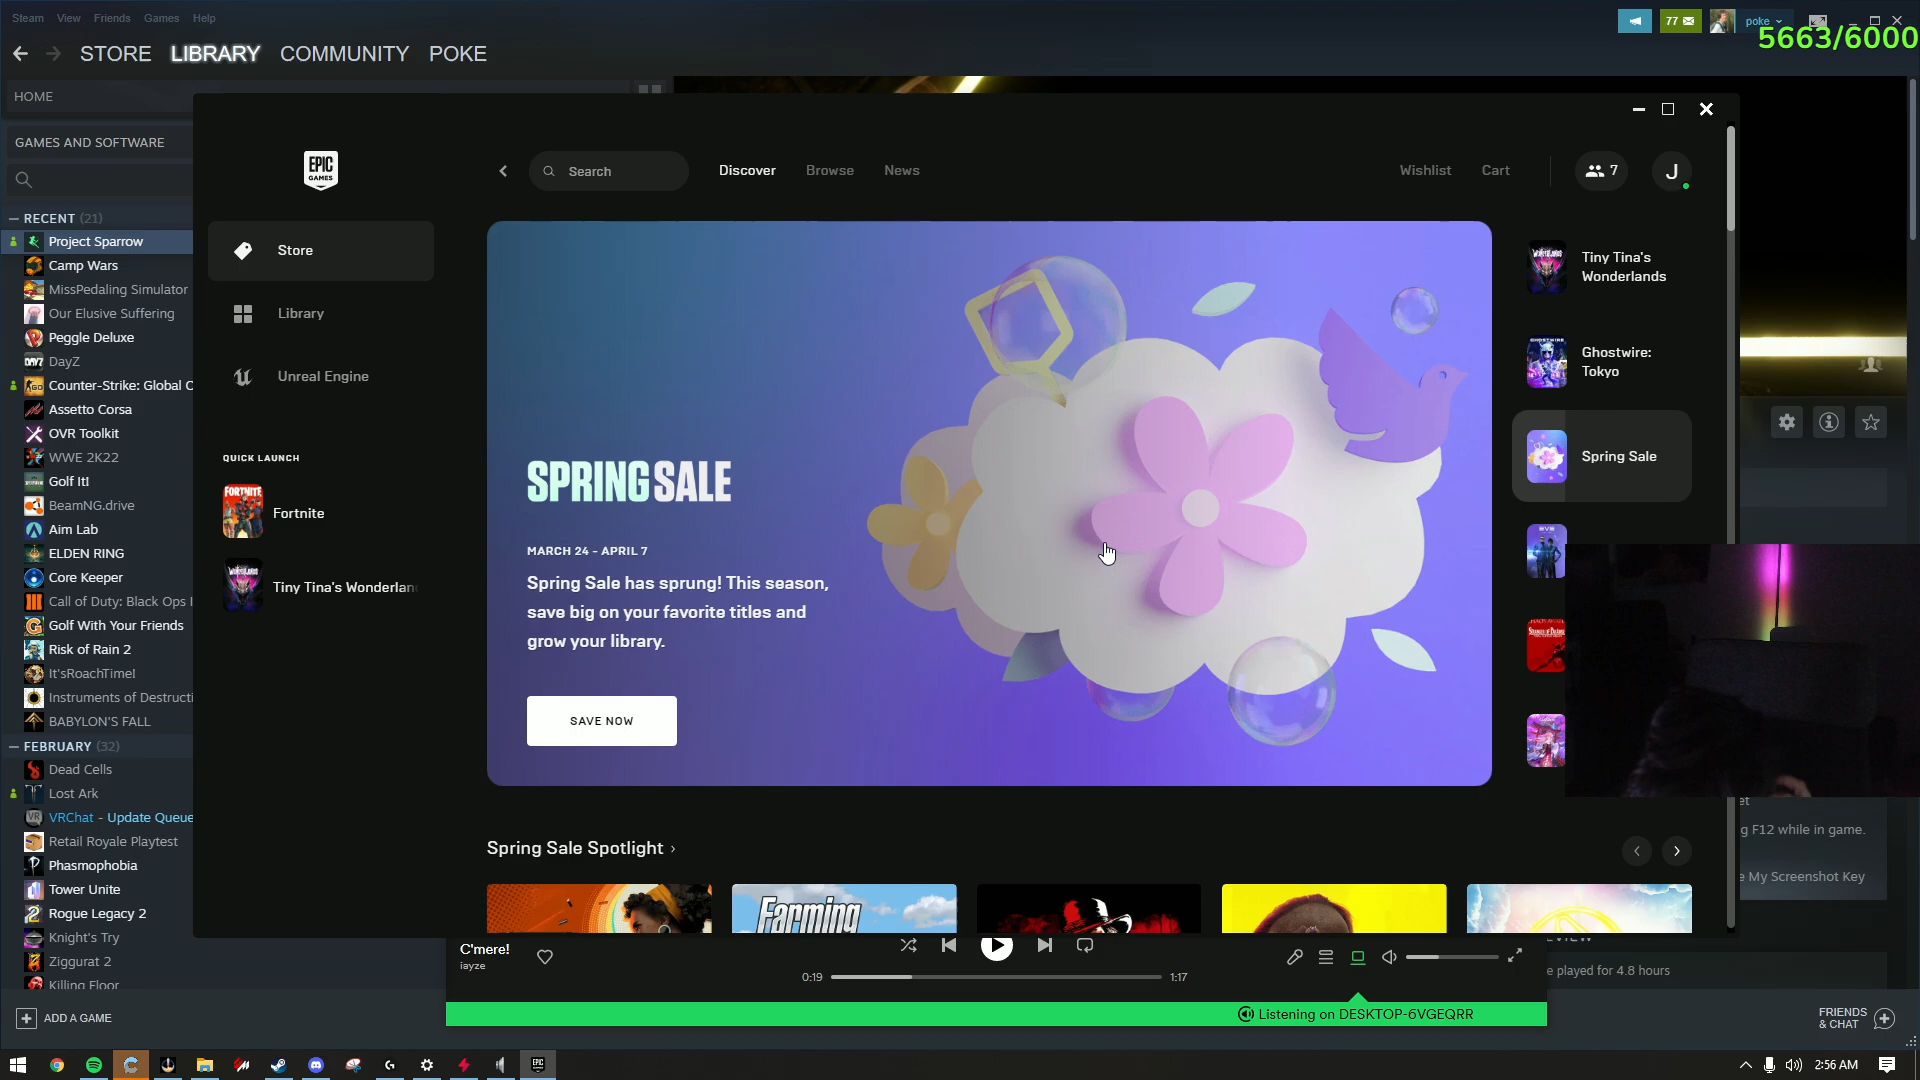 Steam View Friends Games Help
77
poke
5663/6000
STORE LIBRARY COMMUNITY POKE
HOME
GAMES AND SOFTWARE
RECENT (21)
Project Sparrow
Camp Wars
MissPedaling Simulator
Our Elusive Suffering
Peggle Deluxe
DayZ
Counter-Strike: Global O
Assetto Corsa
OVR Toolkit
WWE 2K22
Golf It!
BeamNG.drive
Aim Lab
ELDEN RING
Core Keeper
Call of Duty: Black Ops
Golf With Your Friends
Risk of Rain 2
It'sRoachTime!
Instruments of Destructi
BABYLON'S FALL
FEBRUARY (32)
Dead Cells
Lost Ark
VRChat - Update Queue
Retail Royale Playtest
Phasmophobia
Tower Unite
Rogue Legacy 2
Knight's Try
Ziggurat 2
Killing Floor
ADD A GAME
EPIC
GAMES
Search
Discover
Browse
News
Wishlist
Cart
7
J
Store
Library
Unreal Engine
QUICK LAUNCH
Fortnite
Tiny Tina's Wonderlan
SPRING SALE
MARCH 24 - APRIL 7
Spring Sale has sprung! This season,
save big on your favorite titles and
grow your library.
SAVE NOW
Tiny Tina's
Wonderlands
Ghostwire:
Tokyo
Spring Sale
Spring Sale Spotlight
Farming
g F12 while in game.
e My Screenshot Key
e played for 4.8 hours
C'mere!
iayze
0:19
1:17
Listening on DESKTOP-6VGEQRR
FRIENDS
& CHAT
2:56 AM